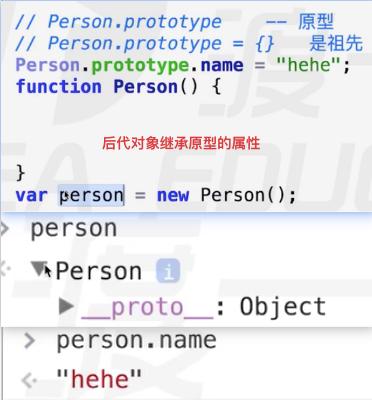 // Person.prototype -- 原型
// Person.prototype = {} 是祖先
Person.prototype.name = "hehe";
function Person() {
后代对象继承原型的属性
}
var person = new Person();
person
Person i
__proto__: Object
person.name
"hehe"